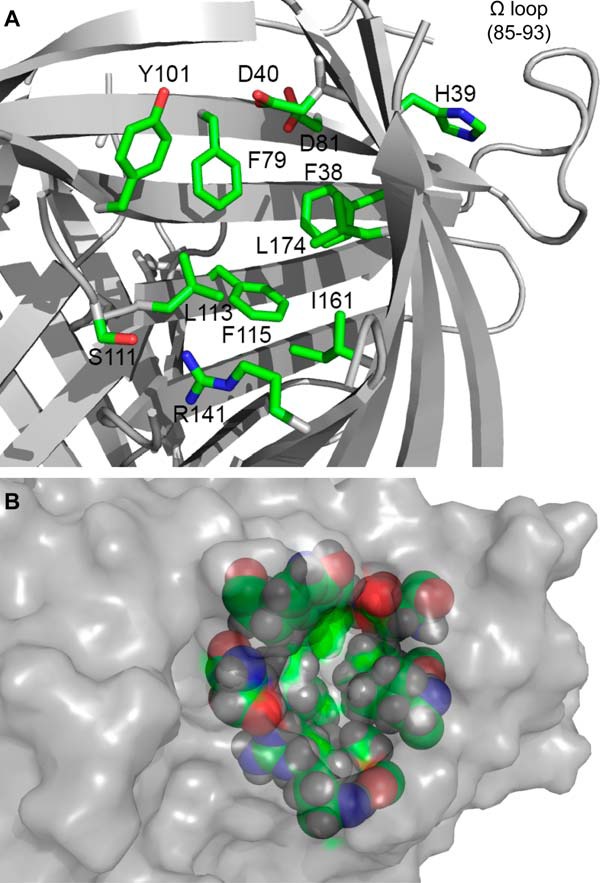 A
Ω loop
(85-93)
Y101
D40
H39
D81
F79
F38
L174
L113
I161
F115
S111
R141
B